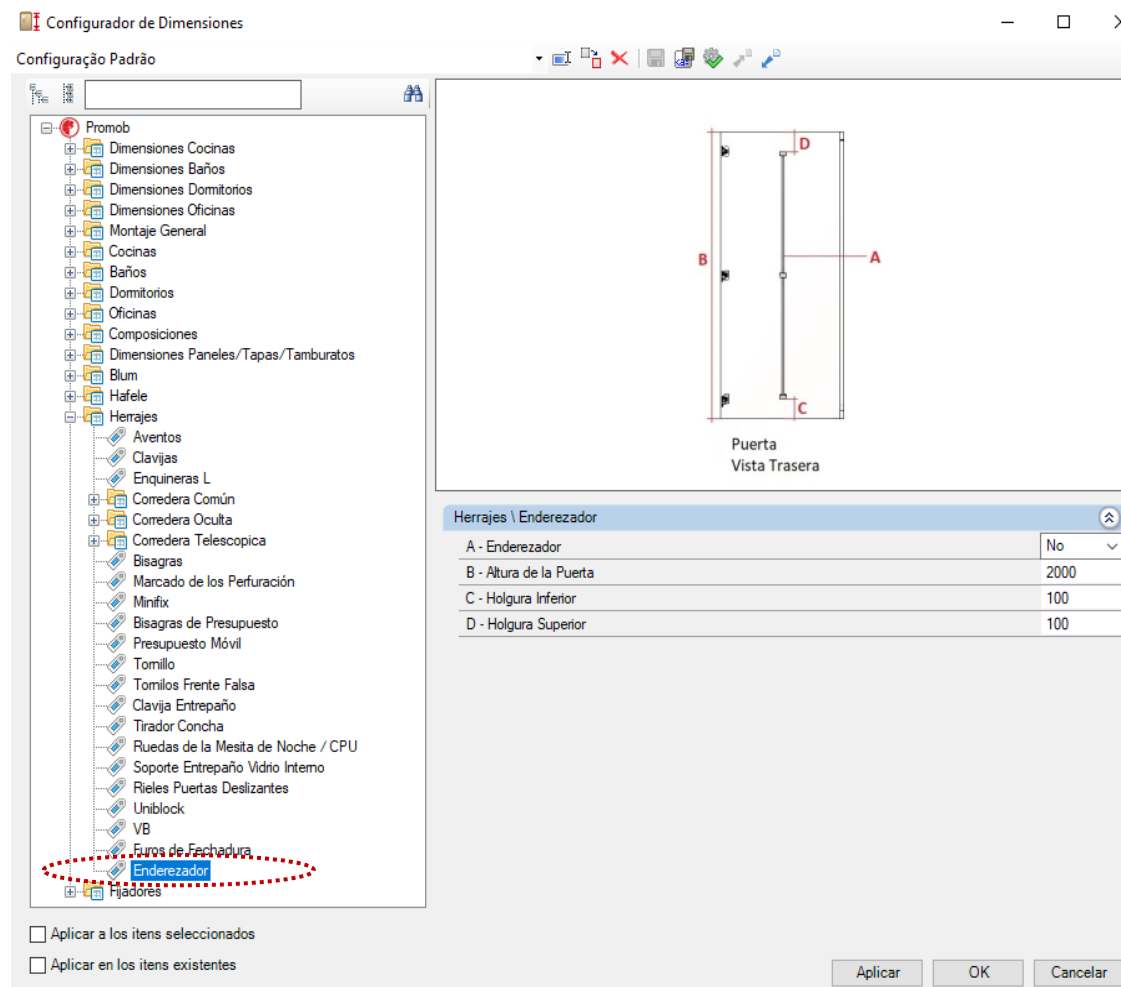 Configurador de Dimensiones
Configuração Padrão
Promob
Dimensiones Cocinas
Dimensiones Baños
Dimensiones Dormitorios
Dimensiones Oficinas
Montaje General
Cocinas
Baños
Dormitorios
Oficinas
Composiciones
Dimensiones Paneles/Tapas/Tamburatos
Blum
Hafele
Herrajes
Aventos
Clavijas
Enquineras L
Corredera Común
Corredera Oculta
Corredera Telescopica
Bisagras
Marcado de los Perfuración
Minifix
Bisagras de Presupuesto
Presupuesto Móvil
Tornillo
Tornilos Frente Falsa
Clavija Entrepaño
Tirador Concha
Ruedas de la Mesita de Noche / CPU
Soporte Entrepaño Vidrio Interno
Rieles Puertas Deslizantes
Uniblock
VB
Furos de Fechadura
Enderezador
Fijadores
Aplicar a los itens seleccionados
Aplicar en los itens existentes
D
B
A
C
Puerta
Vista Trasera
Herrajes \ Enderezador
A - Enderezador No
B - Altura de la Puerta 2000
C - Holgura Inferior 100
D - Holgura Superior 100
Aplicar OK Cancelar